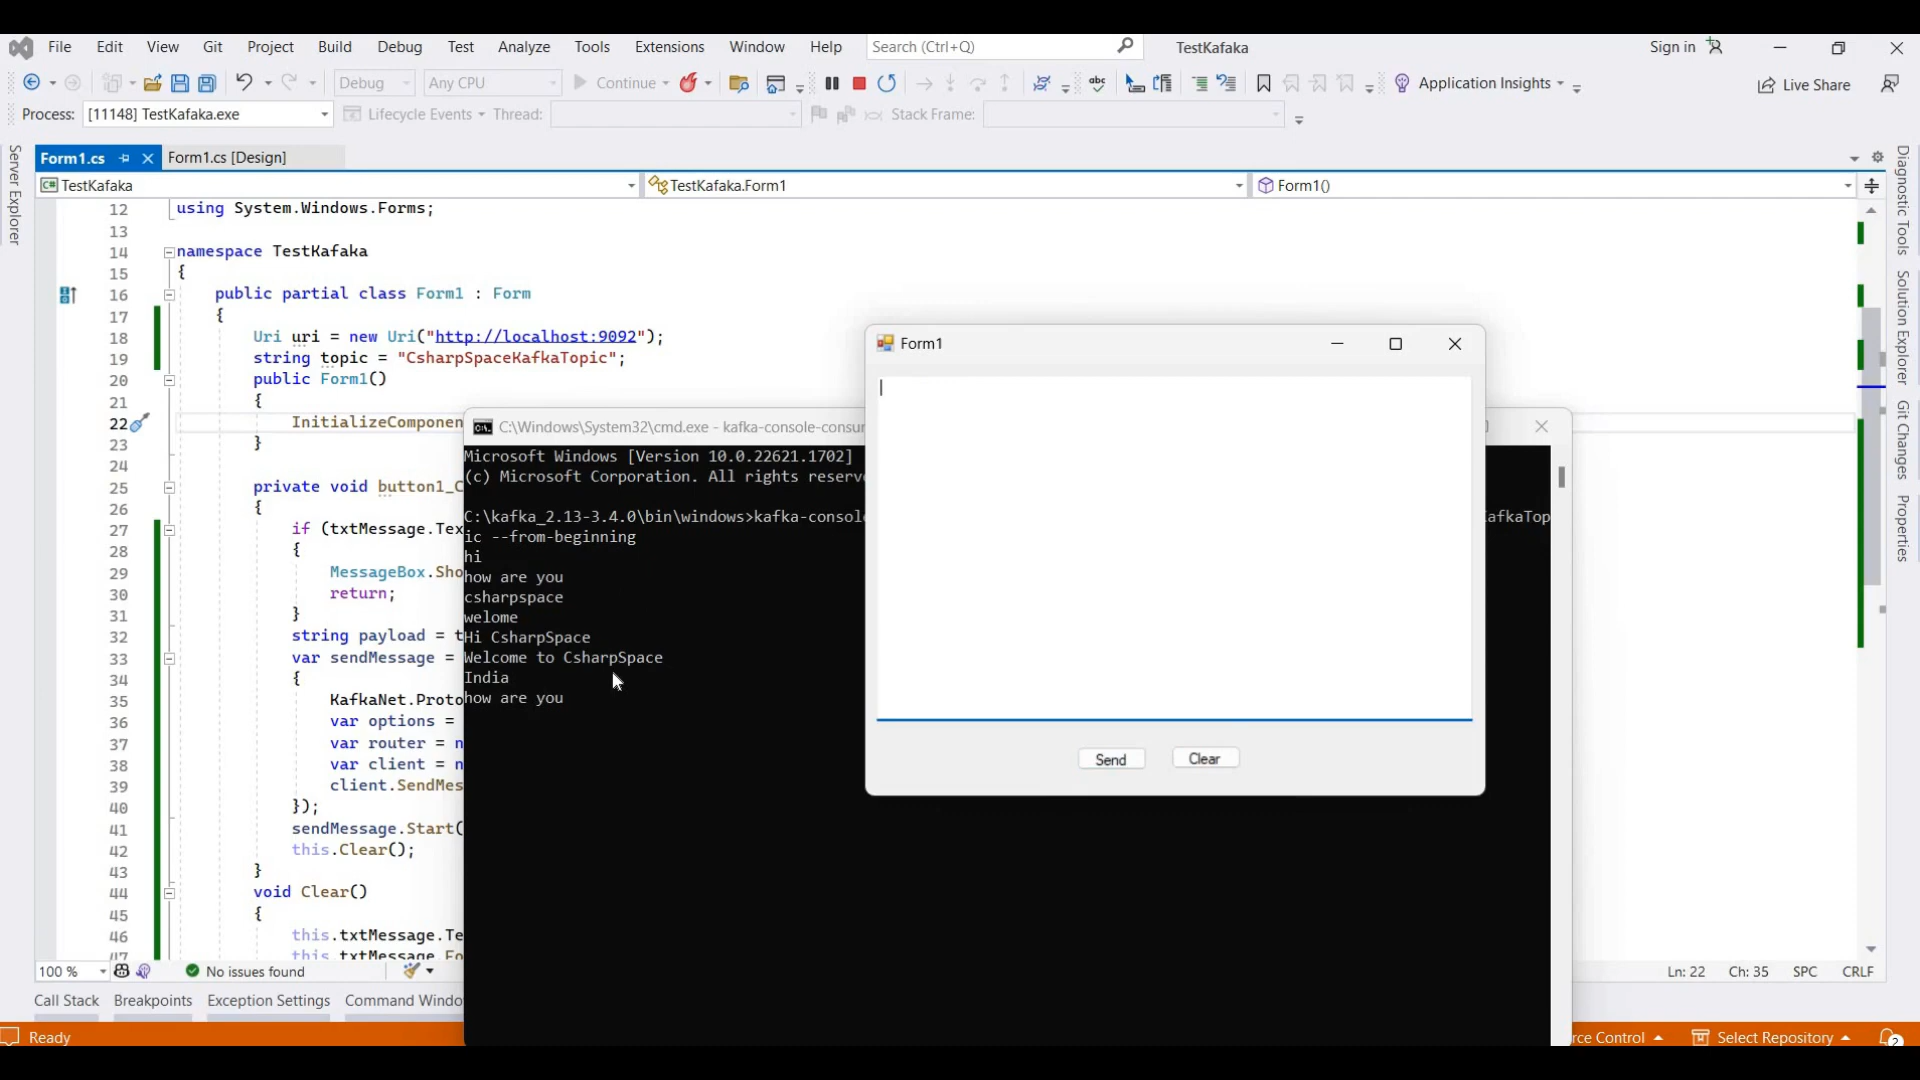 File Edit View Git Project Build Debug Test Analyze Tools Extensions Window Help Search (Ctrl+Q) TestKafaka Sign in
Debug Any CPU Continue Application Insights Live Share
Process: [11148] TestKafaka.exe Lifecycle Events Thread: Stack Frame:
Server Explorer
Form1.cs Form1.cs [Design]
C# TestKafaka TestKafaka.Form1 Form1()
12 using System.Windows.Forms;
13
14 namespace TestKafaka
15 {
16 public partial class Form1 : Form
17 {
18 Uri uri = new Uri("http://localhost:9092");
19 string topic = "CsharpSpaceKafkaTopic";
20 public Form1()
21 {
22 InitializeComponen
23 }
24
25 private void button1_C
26 {
27 if (txtMessage.Tex
28 {
29 MessageBox.Sho
30 return;
31 }
32 string payload = t
33 var sendMessage =
34 {
35 KafkaNet.Proto
36 var options =
37 var router = n
38 var client = n
39 client.SendMes
40 });
41 sendMessage.Start(
42 this.Clear();
43 }
44 void Clear()
45 {
46 this.txtMessage.Te
47 this.txtMessage.Fo
C:\Windows\System32\cmd.exe - kafka-console-consu
Microsoft Windows [Version 10.0.22621.1702]
(c) Microsoft Corporation. All rights reserve
C:\kafka_2.13-3.4.0\bin\windows>kafka-consol
afkaTop
ic --from-beginning
hi
how are you
csharpspace
welome
Hi CsharpSpace
Welcome to CsharpSpace
India
how are you
Form1
Send Clear
Diagnostic Tools
Solution Explorer
Git Changes
Properties
100 % No issues found Ln: 22 Ch: 35 SPC CRLF
Call Stack Breakpoints Exception Settings Command Windo
Ready rce Control Select Repository 2